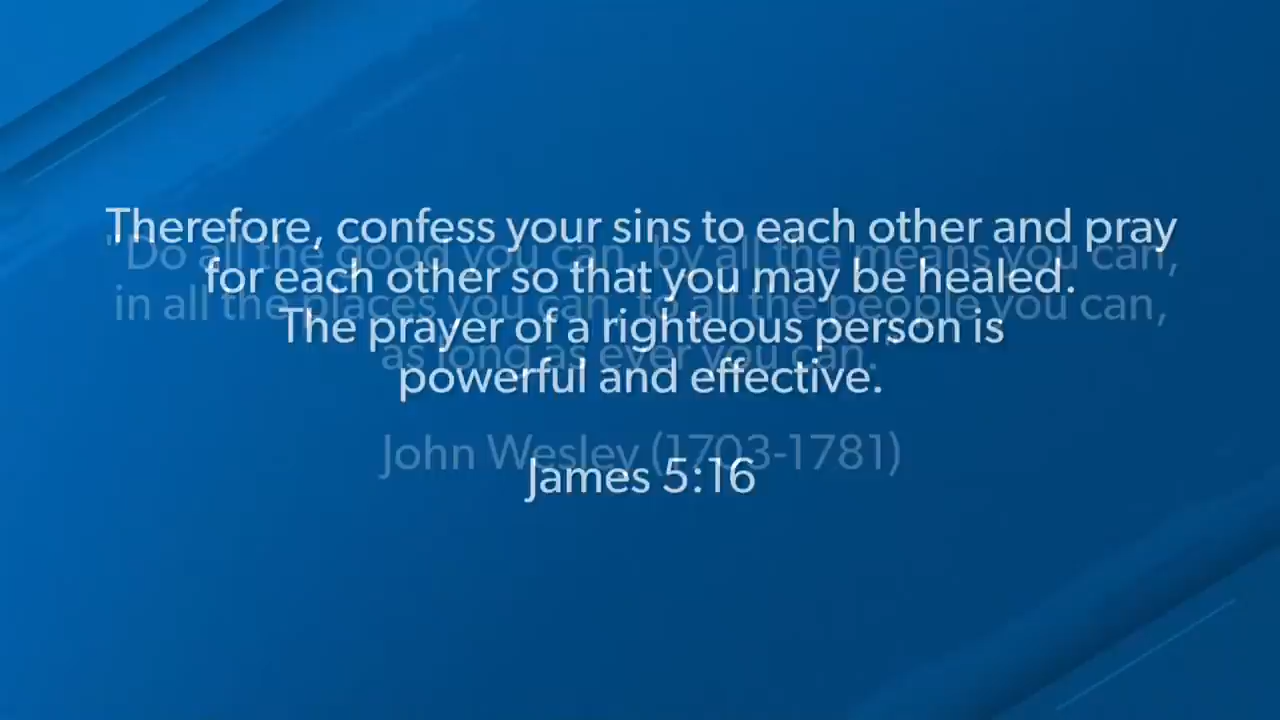 Therefore, confess your sins to each other and pray
for each other so that you may be healed.
The prayer of a righteous person is
powerful and effective.
James 5:16
"Do all the good you can, by all the means you can,
in all the places you can, to all the people you can,
as long as ever you can."
John Wesley (1703-1781)